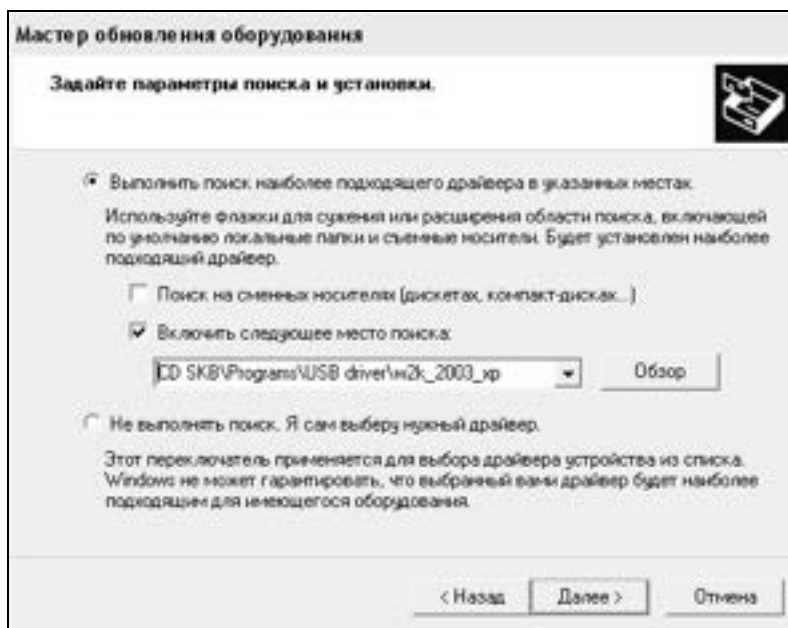 Мастер обновления оборудования
Задайте параметры поиска и установки.
Выполнить поиск наиболее подходящего драйвера в указанных местах.
Используйте флажки для сужения или расширения области поиска, включающей
по умолчанию локальные папки и съемные носители. Будет установлен наиболее
подходящий драйвер.
Поиск на сменных носителях (дискетах, компакт-дисках...)
Включить следующее место поиска:
CD SKB\Programs\USB driver\w2k_2003_xp
Обзор
Не выполнять поиск. Я сам выберу нужный драйвер.
Этот переключатель применяется для выбора драйвера устройства из списка.
Windows не может гарантировать, что выбранный вами драйвер будет наиболее
подходящим для имеющегося оборудования.
< Назад Далее > Отмена